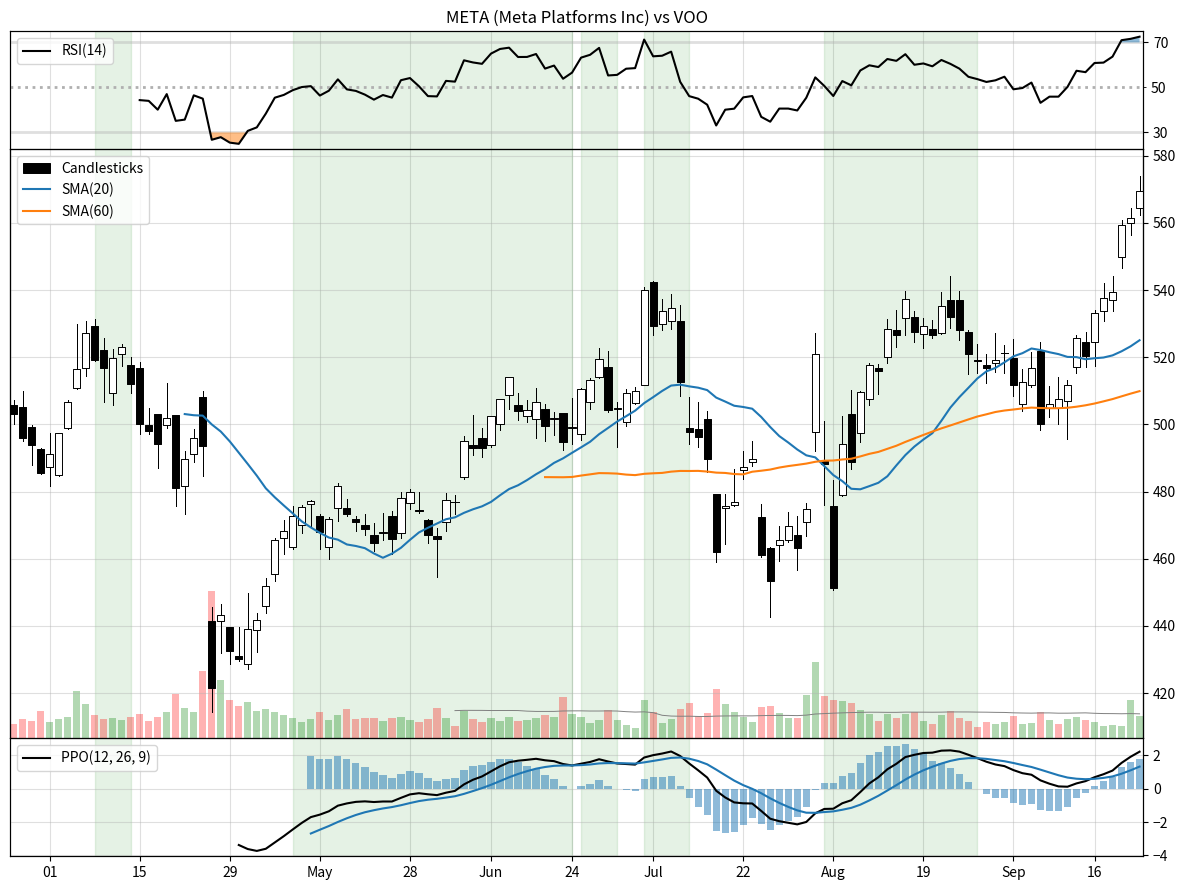 META (Meta Platforms Inc) vs VOO
RSI(14)
70
50
30
Candlesticks
SMA(20)
SMA(60)
580
560
540
520
500
480
460
440
420
PPO(12, 26, 9)
2
0
−2
−4
01 15 29 May 28 Jun 24 Jul 22 Aug 19 Sep 16